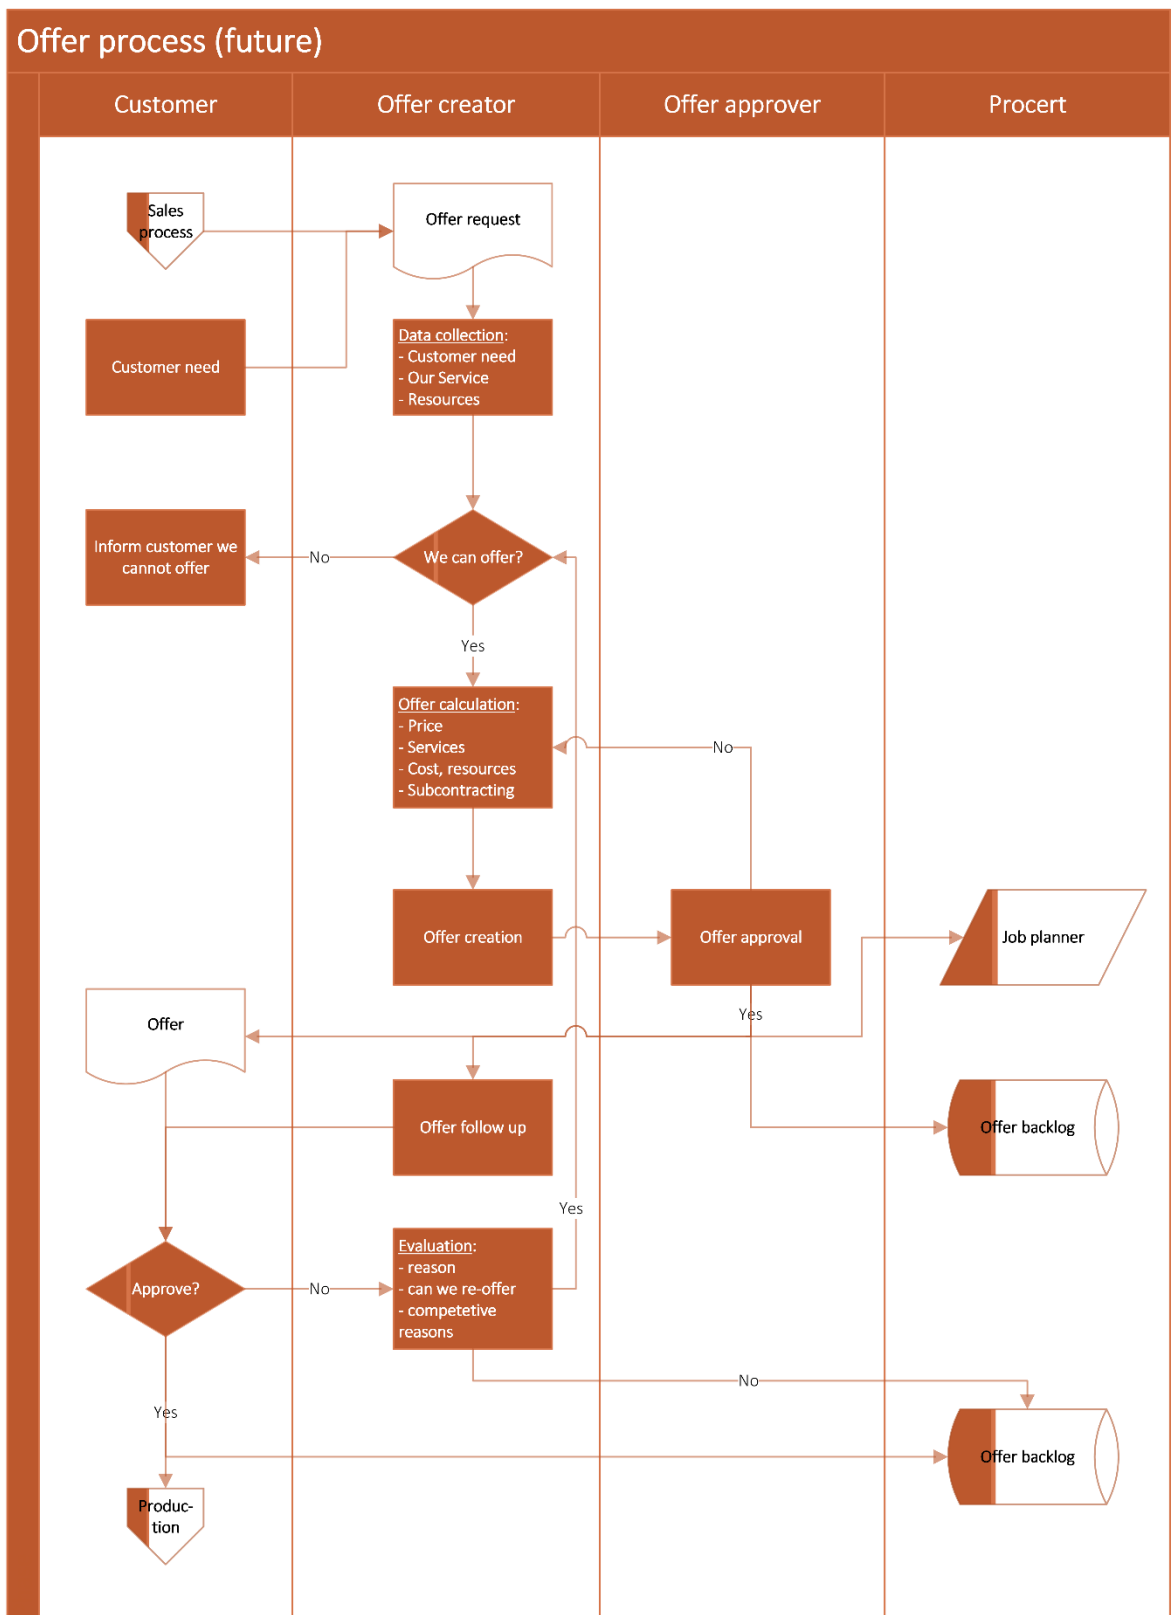 Offer process (future)
Customer
Offer creator
Offer approver
Procert
Sales
process
Offer request
Customer need
Data collection:
- Customer need
- Our Service
- Resources
Inform customer we
cannot offer
No
We can offer?
Yes
Offer calculation:
- Price
- Services
- Cost, resources
- Subcontracting
No
Offer creation
Offer approval
Job planner
Yes
Offer
Offer follow up
Offer backlog
Yes
Approve?
No
Evaluation:
- reason
- can we re-offer
- competetive
reasons
No
Yes
Offer backlog
Produc-
tion